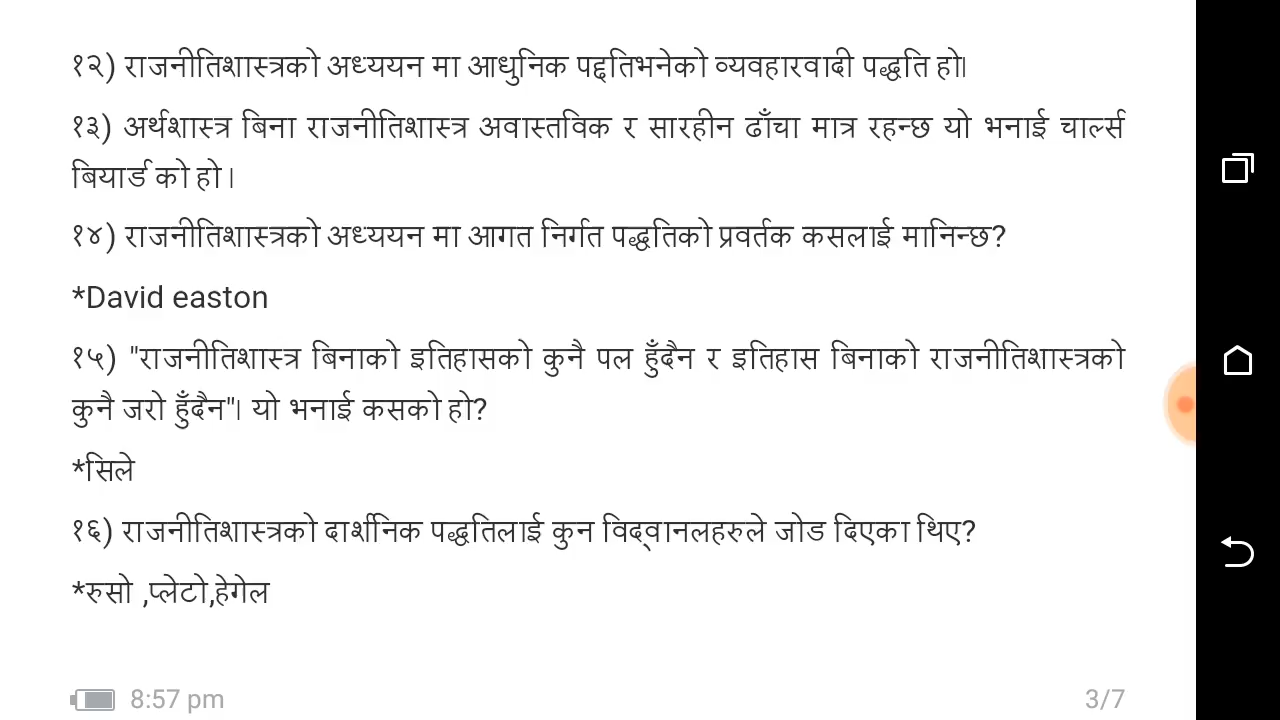 १२) राजनीतिशास्त्रको अध्ययन मा आधुनिक पद्दतिभनेको व्यवहारवादी पद्धति हो।
१३) अर्थशास्त्र बिना राजनीतिशास्त्र अवास्तविक र सारहीन ढाँचा मात्र रहन्छ यो भनाई चार्ल्स
बियार्ड को हो ।
१४) राजनीतिशास्त्रको अध्ययन मा आगत निर्गत पद्धतिको प्रवर्तक कसलाई मानिन्छ?
*David easton
१५) "राजनीतिशास्त्र बिनाको इतिहासको कुनै पल हुँदैन र इतिहास बिनाको राजनीतिशास्त्रको
कुनै जरो हुँदैन"। यो भनाई कसको हो?
*सिले
१६) राजनीतिशास्त्रको दार्शनिक पद्धतिलाई कुन विद्‌वानलहरुले जोड दिएका थिए?
*रुसो ,प्लेटो,हेगेल
8:57 pm 3/7